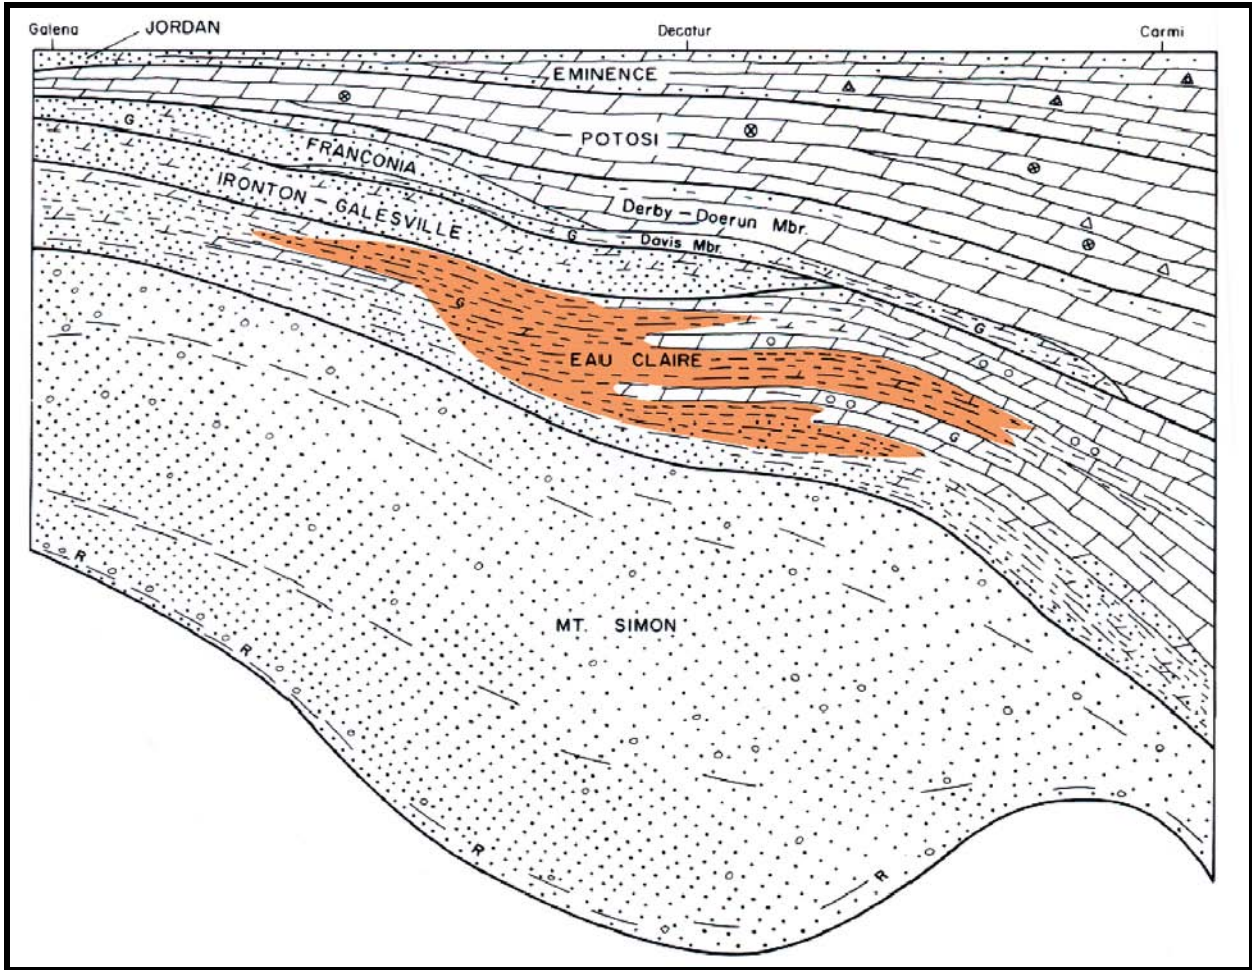 Galena
JORDAN
Decatur
Carmi
EMINENCE
POTOSI
G
FRANCONIA
IRONTON - GALESVILLE
Derby - Doerun Mbr.
G
Davis Mbr.
G
G
EAU CLAIRE
G
R
MT. SIMON
R
R
R